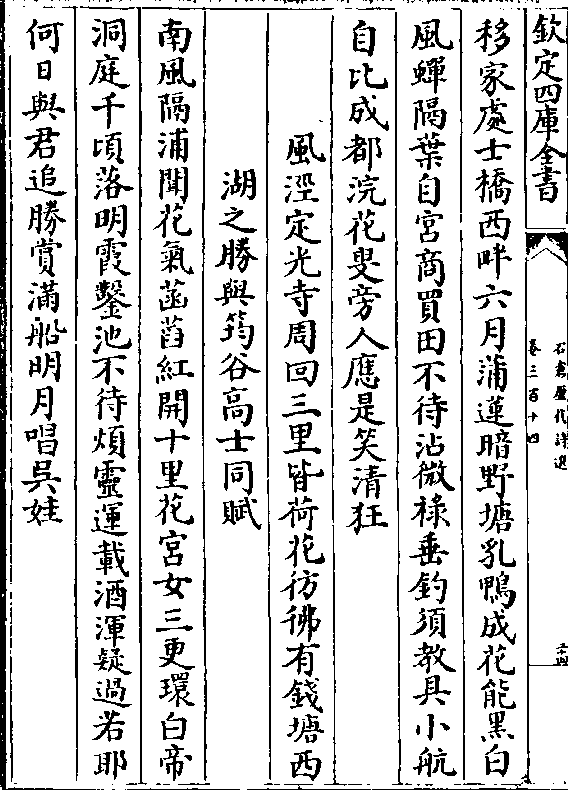 欽定四庫全書
石倉歷代詩選
卷三百十四
二十四
移家處士橋西畔六月蒲蓮暗野塘乳鴨成花能黑白
風蟬隔葉自宮商買田不待沾微禄垂釣須教具小航
自比成都浣花叟旁人應是笑清狂
風涇定光寺周回三里皆荷花彷彿有錢塘西
湖之勝與筠谷高士同賦
南風隔浦聞花氣菡萏紅開十里花宮女三更環白帝
洞庭千頃落明霞鑿池不待煩靈運載酒渾疑過若耶
何日與君追勝賞滿船明月唱吳娃